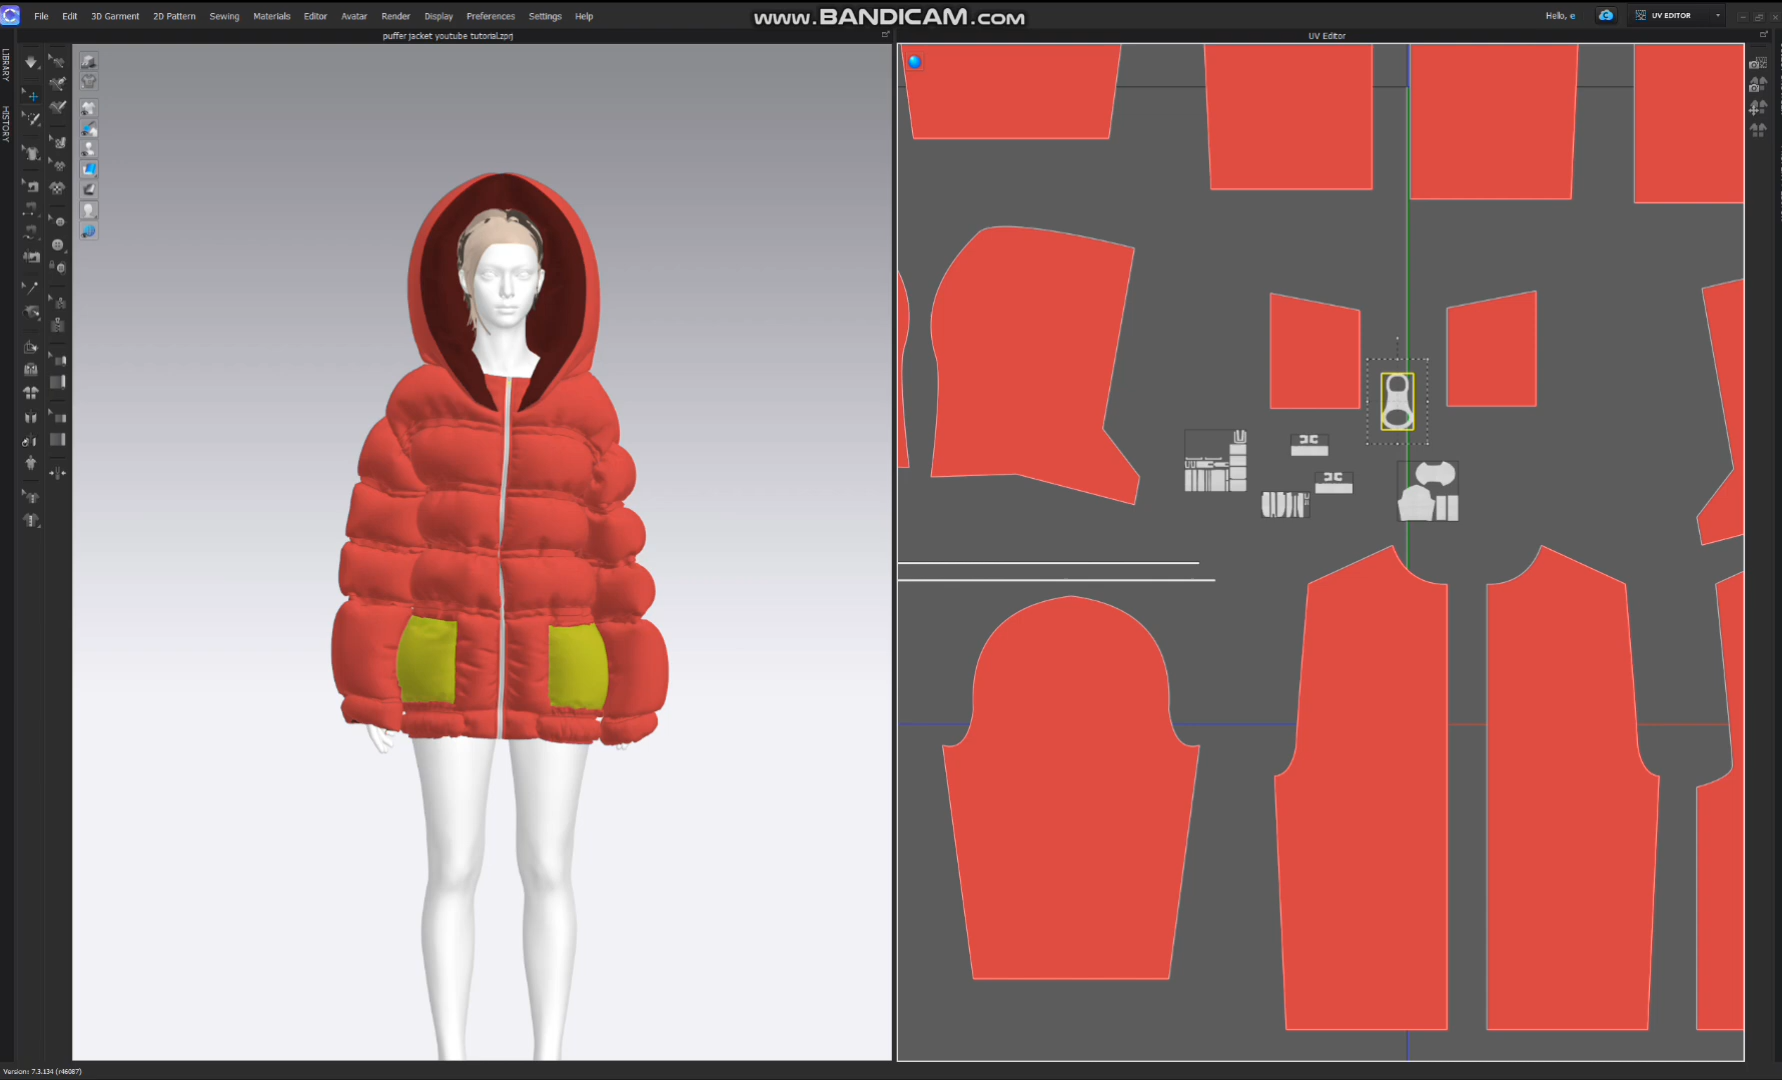 File Edit 3D Garment 2D Pattern Sewing Materials Editor Avatar Render Display Preferences Settings Help
www.BANDICAM.com
Hello, e
UV EDITOR
puffer jacket youtube tutorial.zprj
UV Editor
LIBRARY
HISTORY
Version: 7.3.134 (r46087)